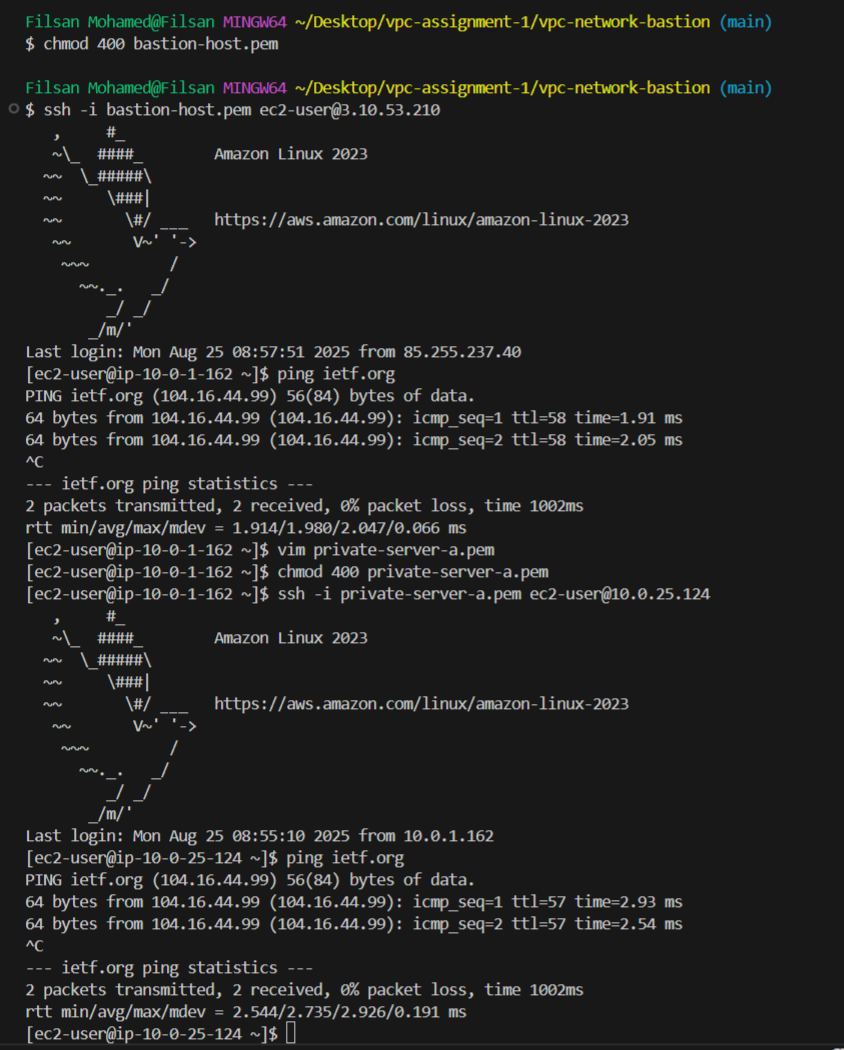 Filsan Mohamed@Filsan MINGW64 ~/Desktop/vpc-assignment-1/vpc-network-bastion (main)
$ chmod 400 bastion-host.pem
Filsan Mohamed@Filsan MINGW64 ~/Desktop/vpc-assignment-1/vpc-network-bastion (main)
$ ssh -i bastion-host.pem ec2-user@3.10.53.210
   ,     #_
   ~\_  ####_        Amazon Linux 2023
  ~~  \_#####\
  ~~     \###|
  ~~       \#/ ___   https://aws.amazon.com/linux/amazon-linux-2023
   ~~       V~' '->
    ~~~         /
      ~~._.   _/
         _/ _/
       _/m/'
Last login: Mon Aug 25 08:57:51 2025 from 85.255.237.40
[ec2-user@ip-10-0-1-162 ~]$ ping ietf.org
PING ietf.org (104.16.44.99) 56(84) bytes of data.
64 bytes from 104.16.44.99 (104.16.44.99): icmp_seq=1 ttl=58 time=1.91 ms
64 bytes from 104.16.44.99 (104.16.44.99): icmp_seq=2 ttl=58 time=2.05 ms
^C
--- ietf.org ping statistics ---
2 packets transmitted, 2 received, 0% packet loss, time 1002ms
rtt min/avg/max/mdev = 1.914/1.980/2.047/0.066 ms
[ec2-user@ip-10-0-1-162 ~]$ vim private-server-a.pem
[ec2-user@ip-10-0-1-162 ~]$ chmod 400 private-server-a.pem
[ec2-user@ip-10-0-1-162 ~]$ ssh -i private-server-a.pem ec2-user@10.0.25.124
   ,     #_
   ~\_  ####_        Amazon Linux 2023
  ~~  \_#####\
  ~~     \###|
  ~~       \#/ ___   https://aws.amazon.com/linux/amazon-linux-2023
   ~~       V~' '->
    ~~~         /
      ~~._.   _/
         _/ _/
       _/m/'
Last login: Mon Aug 25 08:55:10 2025 from 10.0.1.162
[ec2-user@ip-10-0-25-124 ~]$ ping ietf.org
PING ietf.org (104.16.44.99) 56(84) bytes of data.
64 bytes from 104.16.44.99 (104.16.44.99): icmp_seq=1 ttl=57 time=2.93 ms
64 bytes from 104.16.44.99 (104.16.44.99): icmp_seq=2 ttl=57 time=2.54 ms
^C
--- ietf.org ping statistics ---
2 packets transmitted, 2 received, 0% packet loss, time 1002ms
rtt min/avg/max/mdev = 2.544/2.735/2.926/0.191 ms
[ec2-user@ip-10-0-25-124 ~]$